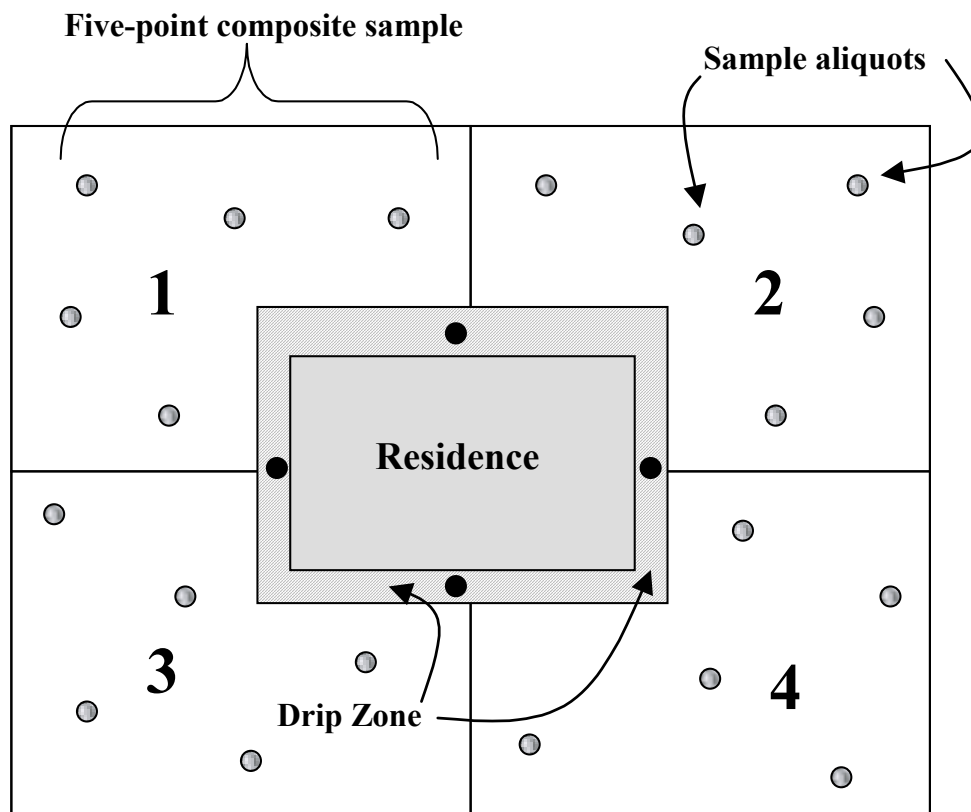 Five-point composite sample
Sample aliquots
1
2
Residence
3
4
Drip Zone